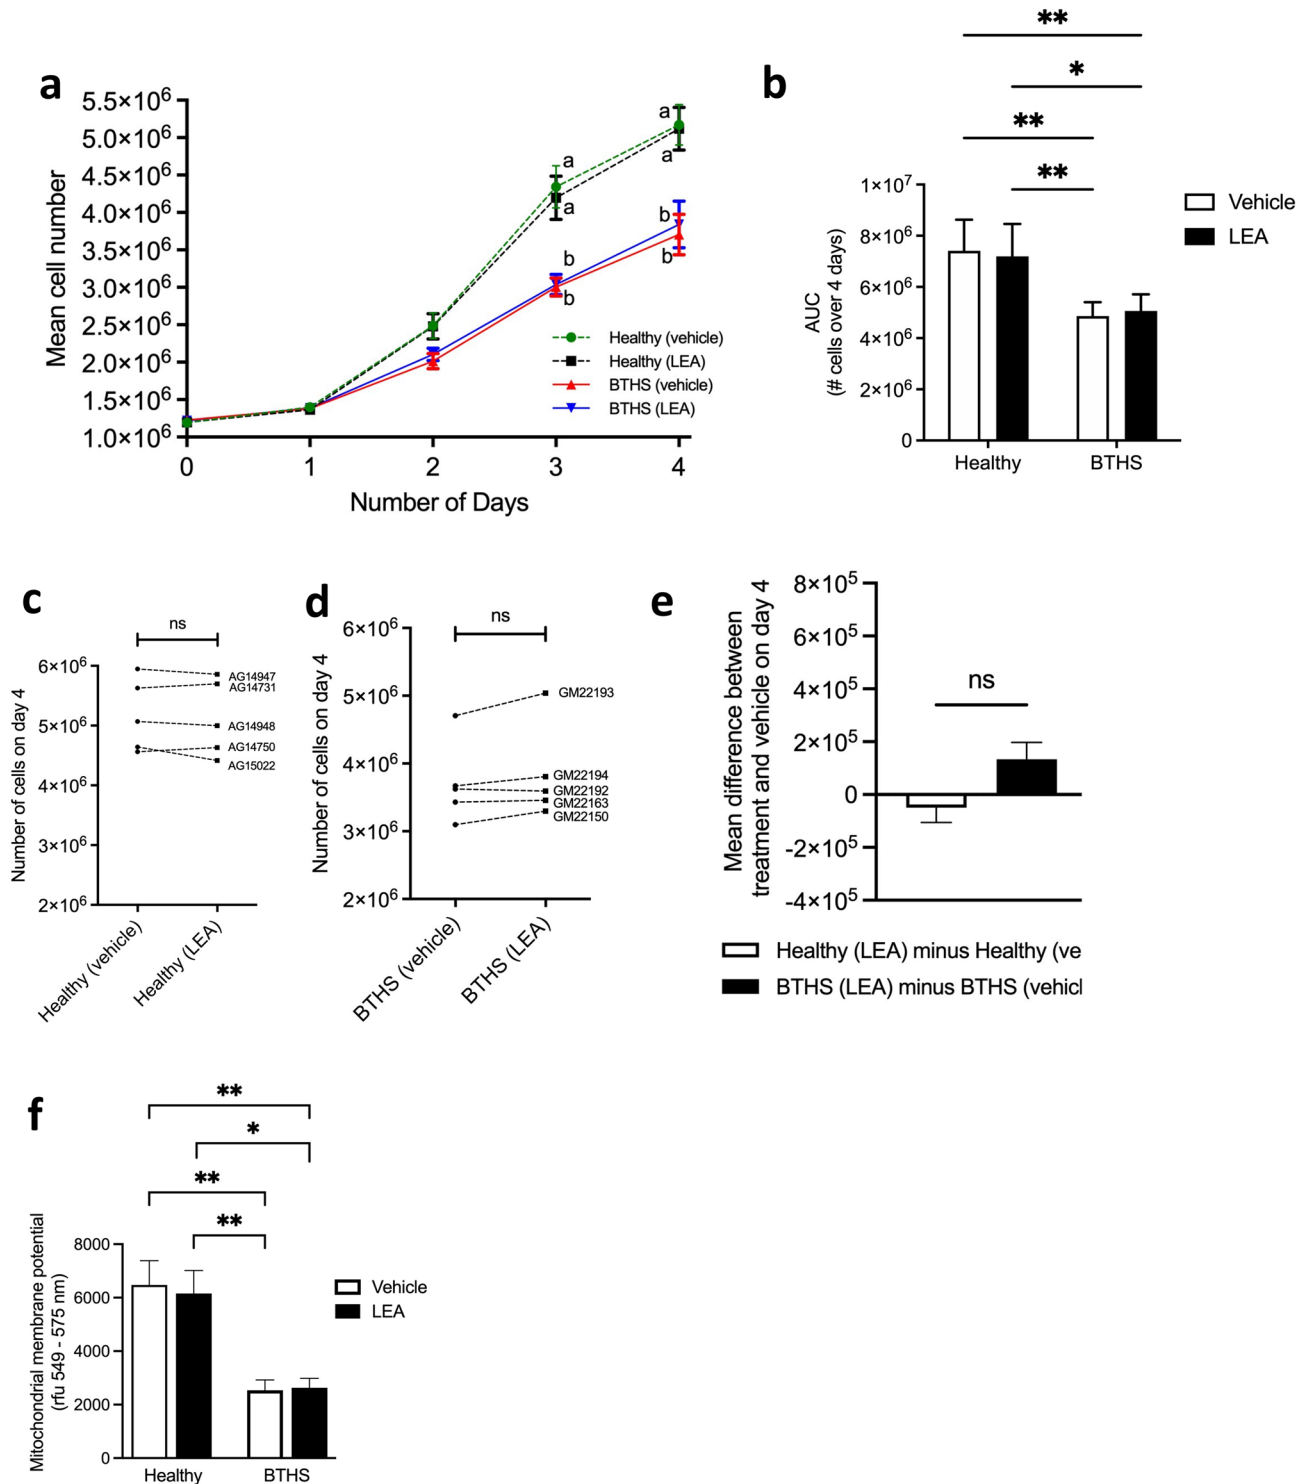 a
5.5×10⁶
5.0×10⁶
4.5×10⁶
4.0×10⁶
3.5×10⁶
3.0×10⁶
2.5×10⁶
2.0×10⁶
1.5×10⁶
1.0×10⁶
Mean cell number
0 1 2 3 4
Number of Days
a
a
b
b
a
a
b
b
Healthy (vehicle)
Healthy (LEA)
BTHS (vehicle)
BTHS (LEA)
b
**
*
**
**
1×10⁷
8×10⁶
6×10⁶
4×10⁶
2×10⁶
0
AUC
(# cells over 4 days)
Healthy BTHS
Vehicle
LEA
c
ns
6×10⁶
5×10⁶
4×10⁶
3×10⁶
2×10⁶
Number of cells on day 4
AG14947
AG14731
AG14948
AG14750
AG15022
Healthy (vehicle)
Healthy (LEA)
d
ns
6×10⁶
5×10⁶
4×10⁶
3×10⁶
2×10⁶
Number of cells on day 4
GM22193
GM22194
GM22192
GM22163
GM22150
BTHS (vehicle)
BTHS (LEA)
e
8×10⁵
6×10⁵
4×10⁵
2×10⁵
0
-2×10⁵
-4×10⁵
Mean difference between
treatment and vehicle on day 4
ns
Healthy (LEA) minus Healthy (ve
BTHS (LEA) minus BTHS (vehicl
f
**
*
**
**
8000
6000
4000
2000
0
Mitochondrial membrane potential
(rfu 549 - 575 nm)
Healthy BTHS
Vehicle
LEA